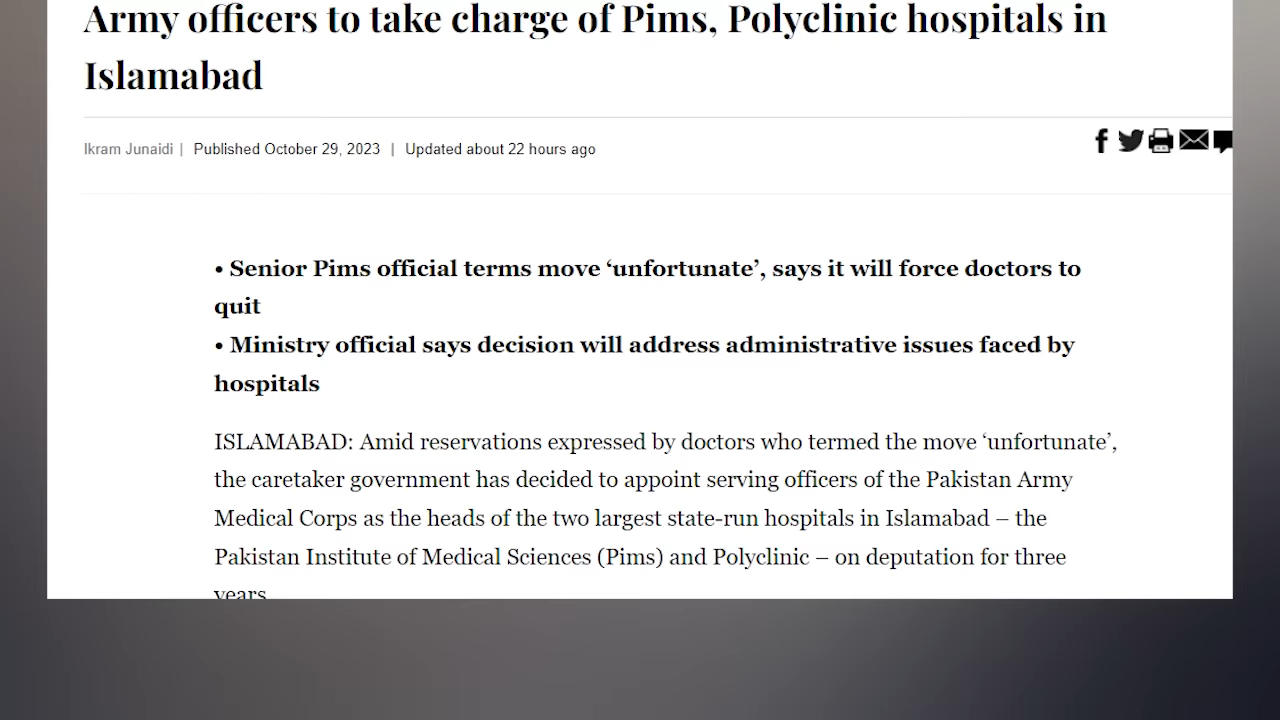 Army officers to take charge of Pims, Polyclinic hospitals in
Islamabad
Ikram Junaidi | Published October 29, 2023 | Updated about 22 hours ago
• Senior Pims official terms move ‘unfortunate’, says it will force doctors to
quit
• Ministry official says decision will address administrative issues faced by
hospitals
ISLAMABAD: Amid reservations expressed by doctors who termed the move ‘unfortunate’,
the caretaker government has decided to appoint serving officers of the Pakistan Army
Medical Corps as the heads of the two largest state-run hospitals in Islamabad – the
Pakistan Institute of Medical Sciences (Pims) and Polyclinic – on deputation for three
years